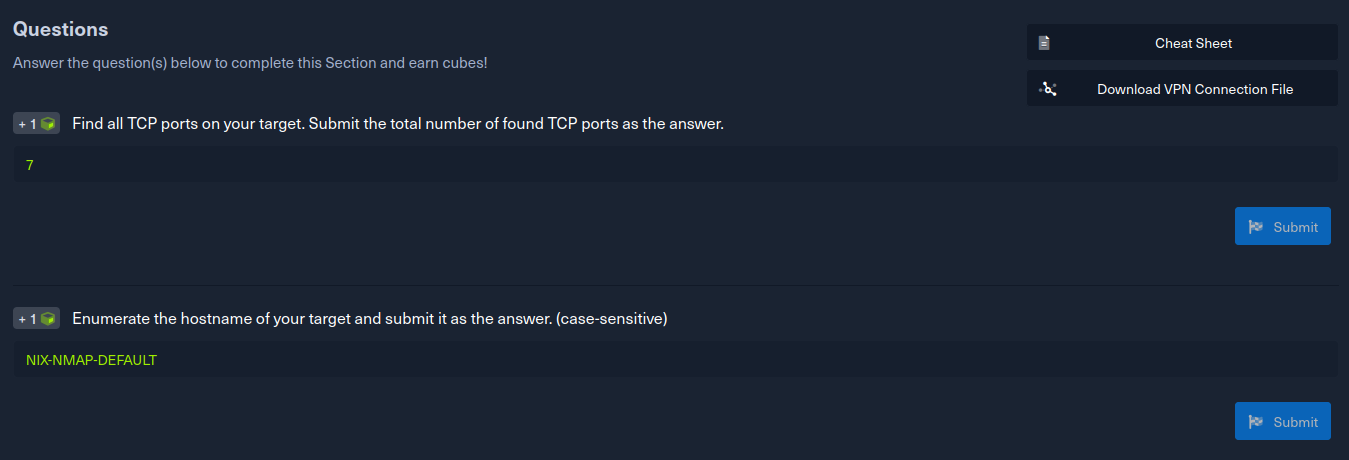 Questions
Cheat Sheet
Answer the question(s) below to complete this Section and earn cubes!
Download VPN Connection File
+ 1 Find all TCP ports on your target. Submit the total number of found TCP ports as the answer.
7
Submit
+ 1 Enumerate the hostname of your target and submit it as the answer. (case-sensitive)
NIX-NMAP-DEFAULT
Submit